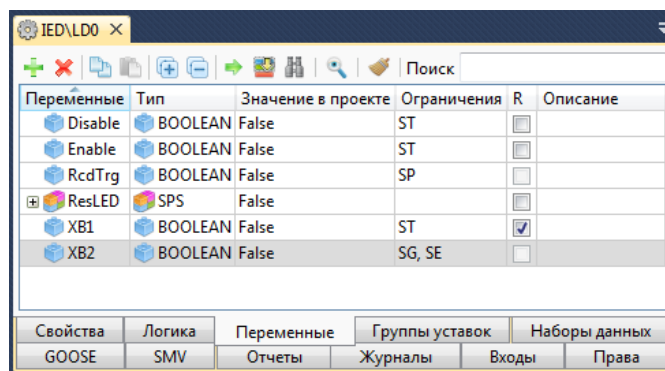 IED\LD0
Поиск
Переменные Тип Значение в проекте Ограничения R Описание
Disable BOOLEAN False ST
Enable BOOLEAN False ST
RcdTrg BOOLEAN False SP
ResLED SPS False
XB1 BOOLEAN False ST
XB2 BOOLEAN False SG, SE
Свойства Логика Переменные Группы уставок Наборы данных
GOOSE SMV Отчеты Журналы Входы Права